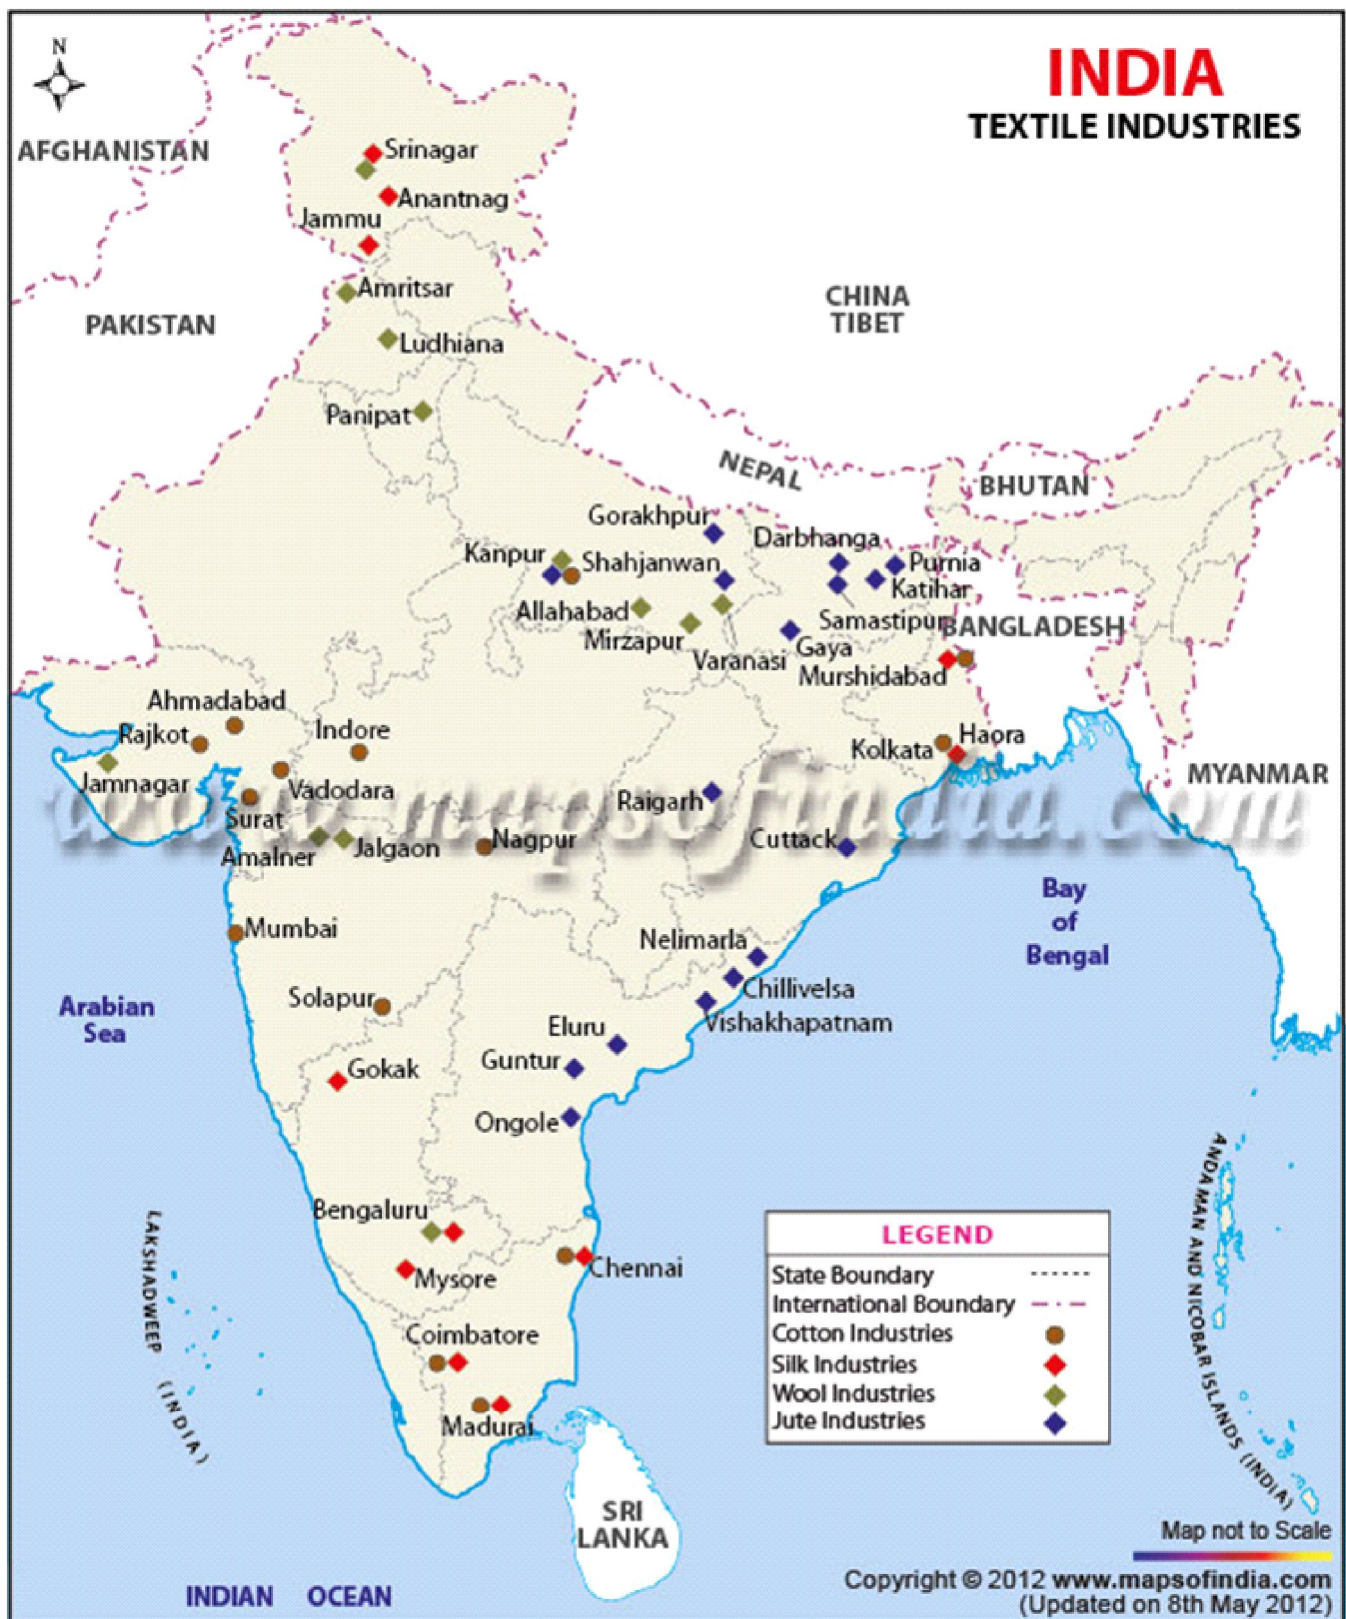 INDIA
TEXTILE INDUSTRIES
N
AFGHANISTAN
Srinagar
Anantnag
Jammu
Amritsar
PAKISTAN
CHINA
TIBET
Ludhiana
Panipat
NEPAL
BHUTAN
Gorakhpur
Darbhanga
Kanpur
Shahjanwan
Purnia
Katihar
Allahabad
Samastipur
BANGLADESH
Mirzapur
Gaya
Varanasi
Murshidabad
Ahmadabad
Rajkot
Indore
Haora
Kolkata
Jamnagar
Vadodara
MYANMAR
Raigarh
www.mapsofindia.com
Surat
Amalner
Jalgaon
Nagpur
Cuttack
Bay
of
Bengal
Mumbai
Nelimarla
Arabian
Sea
Solapur
Chillivelsa
Vishakhapatnam
Eluru
Guntur
Gokak
Ongole
ANDAMAN AND NICOBAR ISLANDS (INDIA)
LAKSHADWEEP (INDIA)
Bengaluru
Chennai
Mysore
Coimbatore
Madurai
LEGEND
State Boundary
International Boundary
Cotton Industries
Silk Industries
Wool Industries
Jute Industries
SRI
LANKA
INDIAN OCEAN
Map not to Scale
Copyright © 2012 www.mapsofindia.com
(Updated on 8th May 2012)